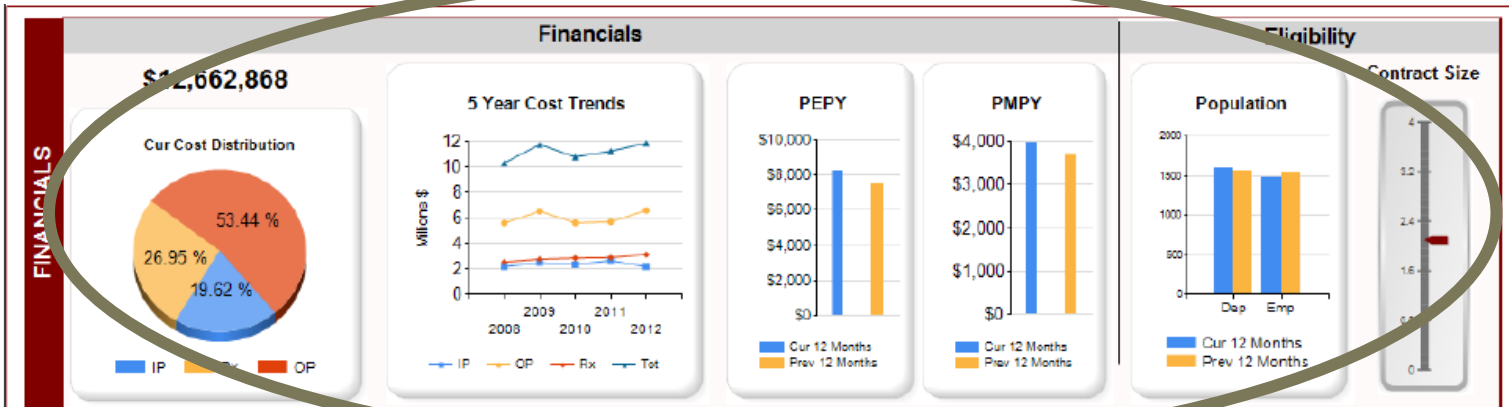 FINANCIALS
Financials
$12,662,868
Cur Cost Distribution
53.44 %
26.95 %
19.62 %
IP
OP
5 Year Cost Trends
Millions $
12
10
8
6
4
2
0
2009 2011
2008 2010 2012
IP OP Rx Tot
PEPY
$10,000
$8,000
$6,000
$4,000
$2,000
$0
Cur 12 Months
Prev 12 Months
PMPY
$4,000
$3,000
$2,000
$1,000
$0
Cur 12 Months
Prev 12 Months
Eligibility
Population
2000
1500
1000
500
0
Dep Emp
Cur 12 Months
Prev 12 Months
Contract Size
4
3.2
2.4
1.6
0